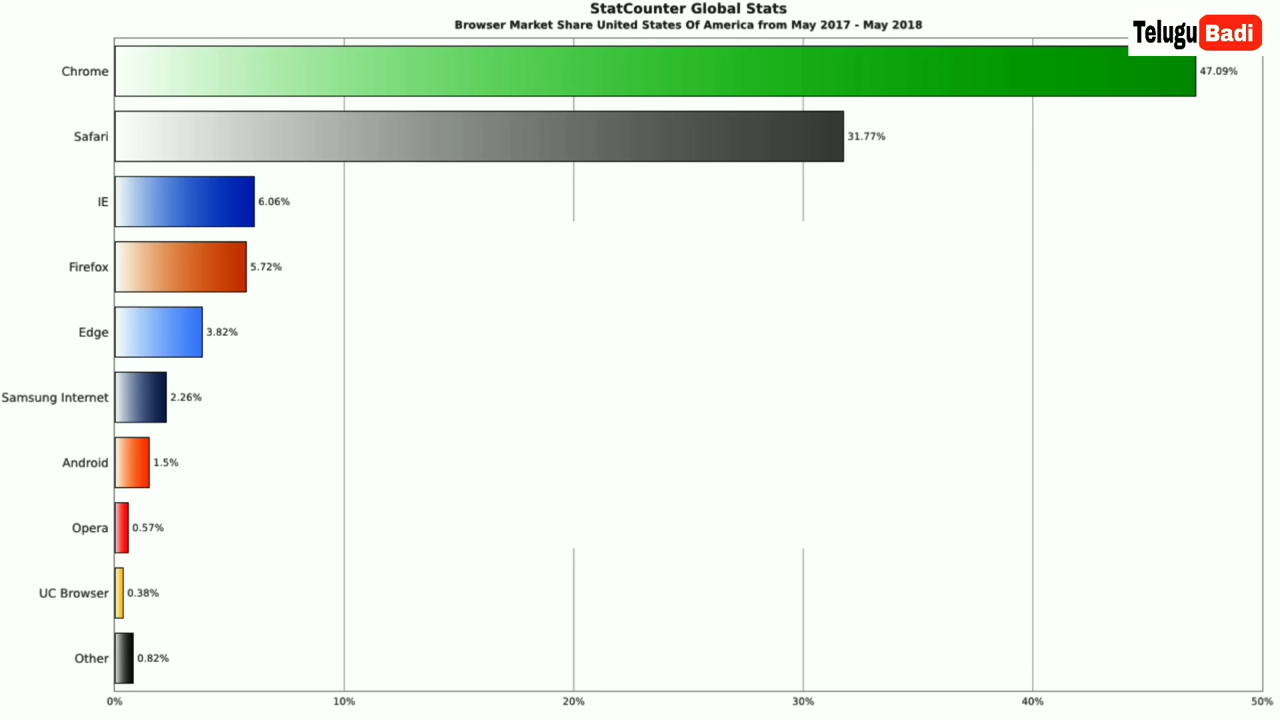 StatCounter Global Stats
Browser Market Share United States Of America from May 2017 - May 2018
Telugu Badi
Chrome 47.09%
Safari 31.77%
IE 6.06%
Firefox 5.72%
Edge 3.82%
Samsung Internet 2.26%
Android 1.5%
Opera 0.57%
UC Browser 0.38%
Other 0.82%
0% 10% 20% 30% 40% 50%